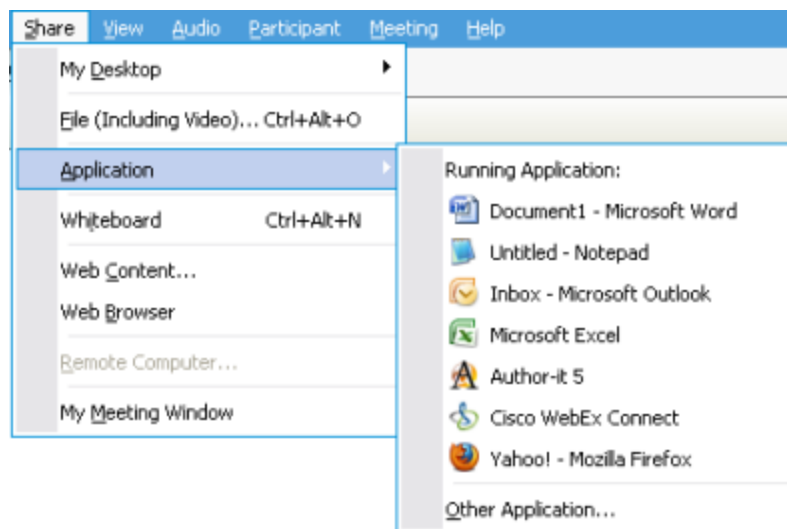 Share View Audio Participant Meeting Help
My Desktop
File (Including Video)... Ctrl+Alt+O
Application
Whiteboard Ctrl+Alt+N
Web Content...
Web Browser
Remote Computer...
My Meeting Window
Running Application:
Document1 - Microsoft Word
Untitled - Notepad
Inbox - Microsoft Outlook
Microsoft Excel
Author-it 5
Cisco WebEx Connect
Yahoo! - Mozilla Firefox
Other Application...